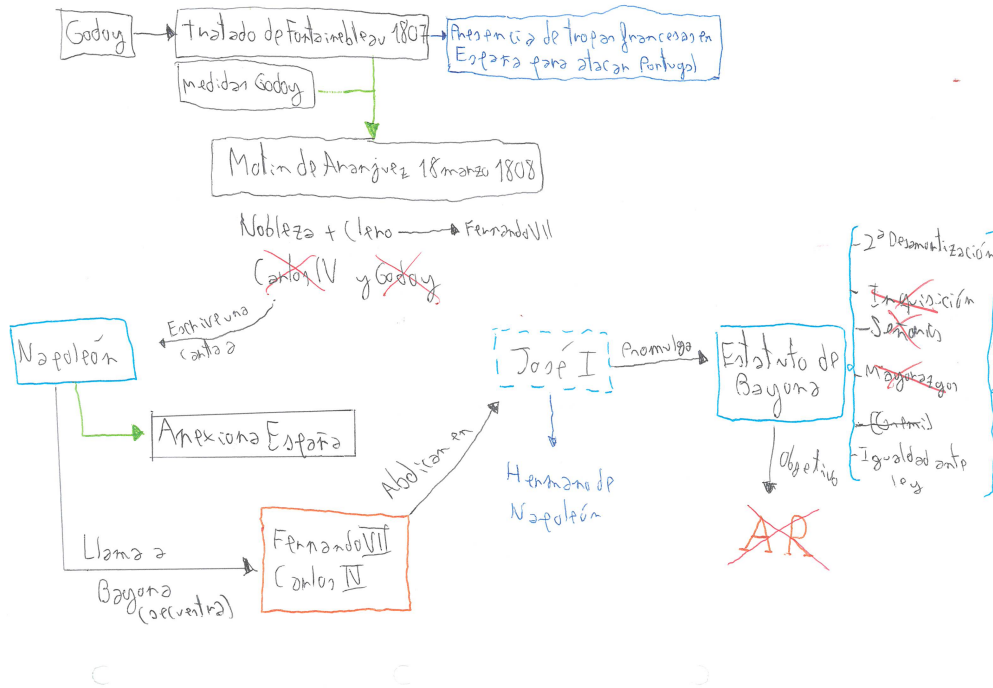 Godoy
Tratado de Fontainebleau 1807
Presencia de tropas francesas en
España para atacar Portugal
medidas Godoy
Motin de Aranjuez 18 marzo 1808
Nobleza + Clero
Fernando VII
Carlos IV y Godoy
Escribe una
carta a
Napoleón
Anexiona España
Llama a
Bayona
(secuestra)
Fernando VII
Carlos IV
Abdican en
José I
Hermano de
Napoleón
Promulga
Estatuto de
Bayona
Objetivo
AR
- 2ª Desamortización
- Inquisición
- Señoríos
- Mayorazgos
- Igualdad ante
ley